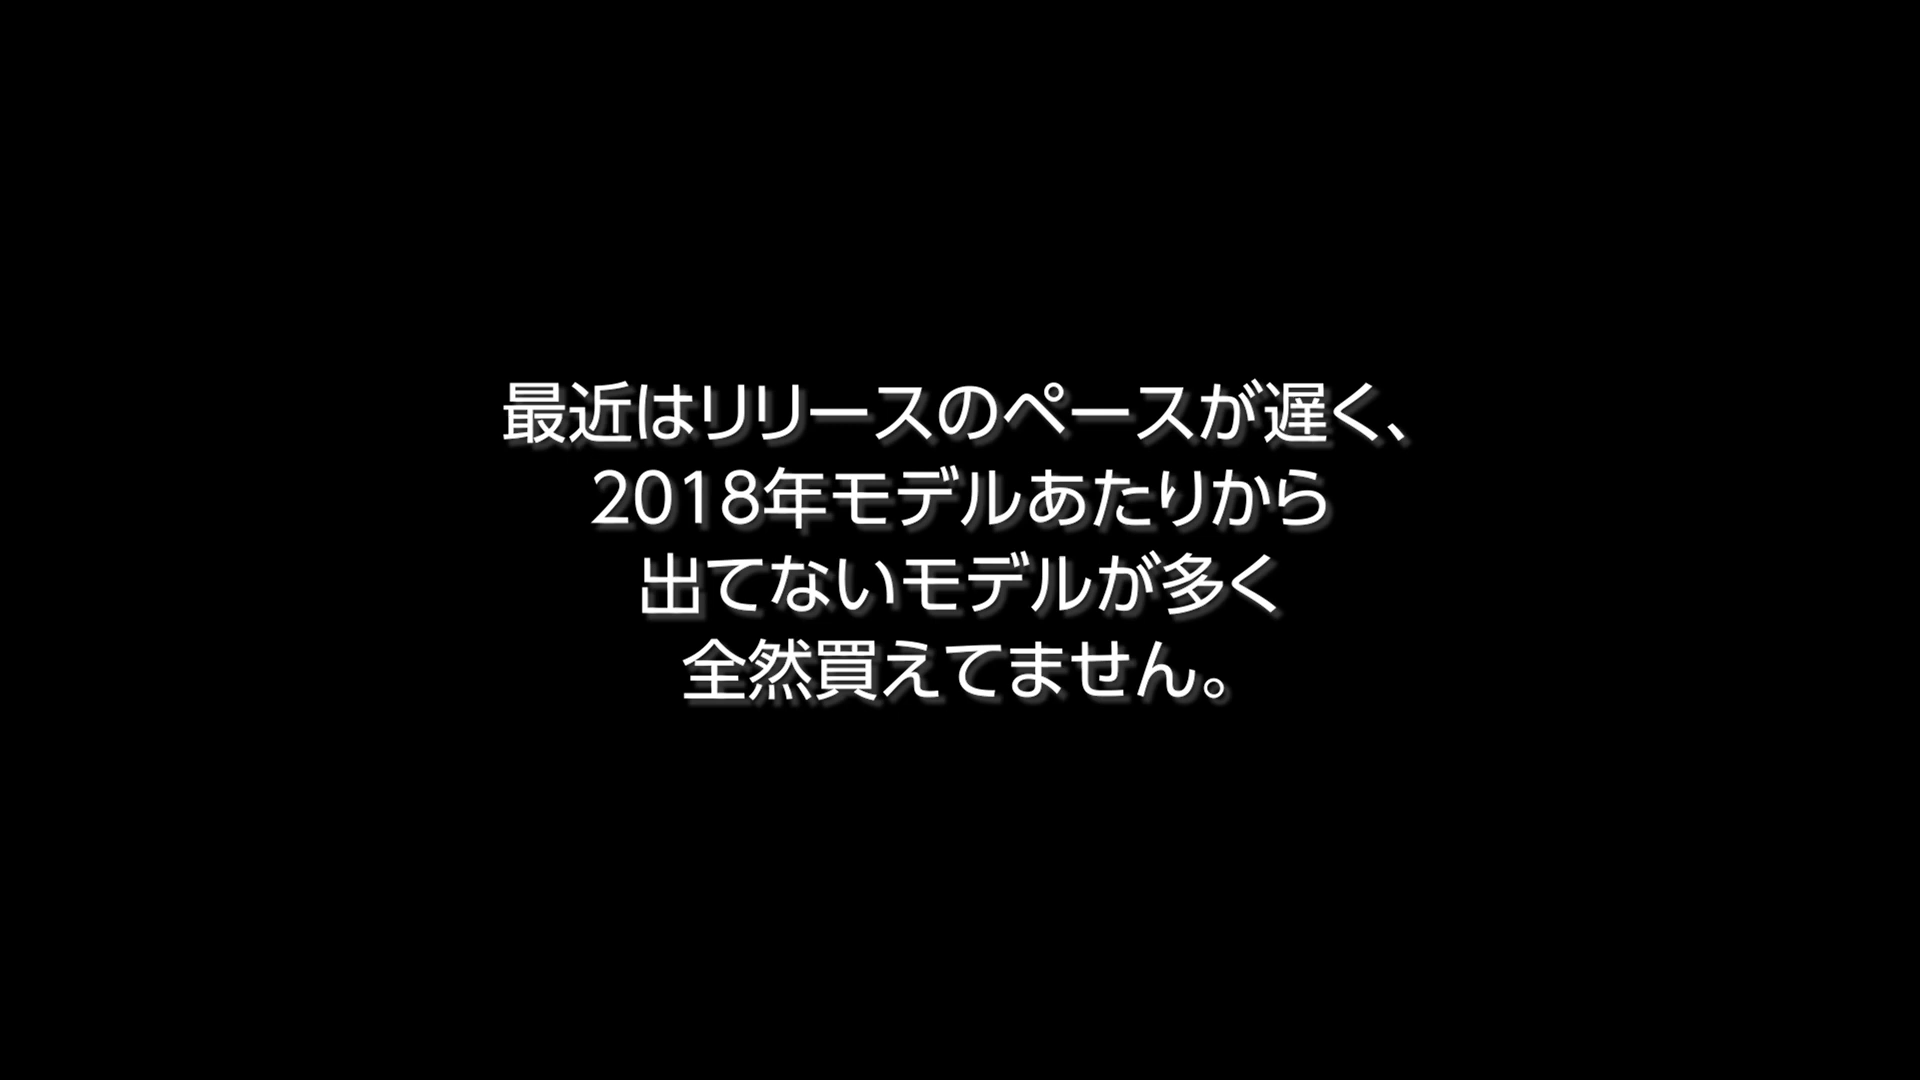 最近はリリースのペースが遅く、
2018年モデルあたりから
出てないモデルが多く
全然買えてません。